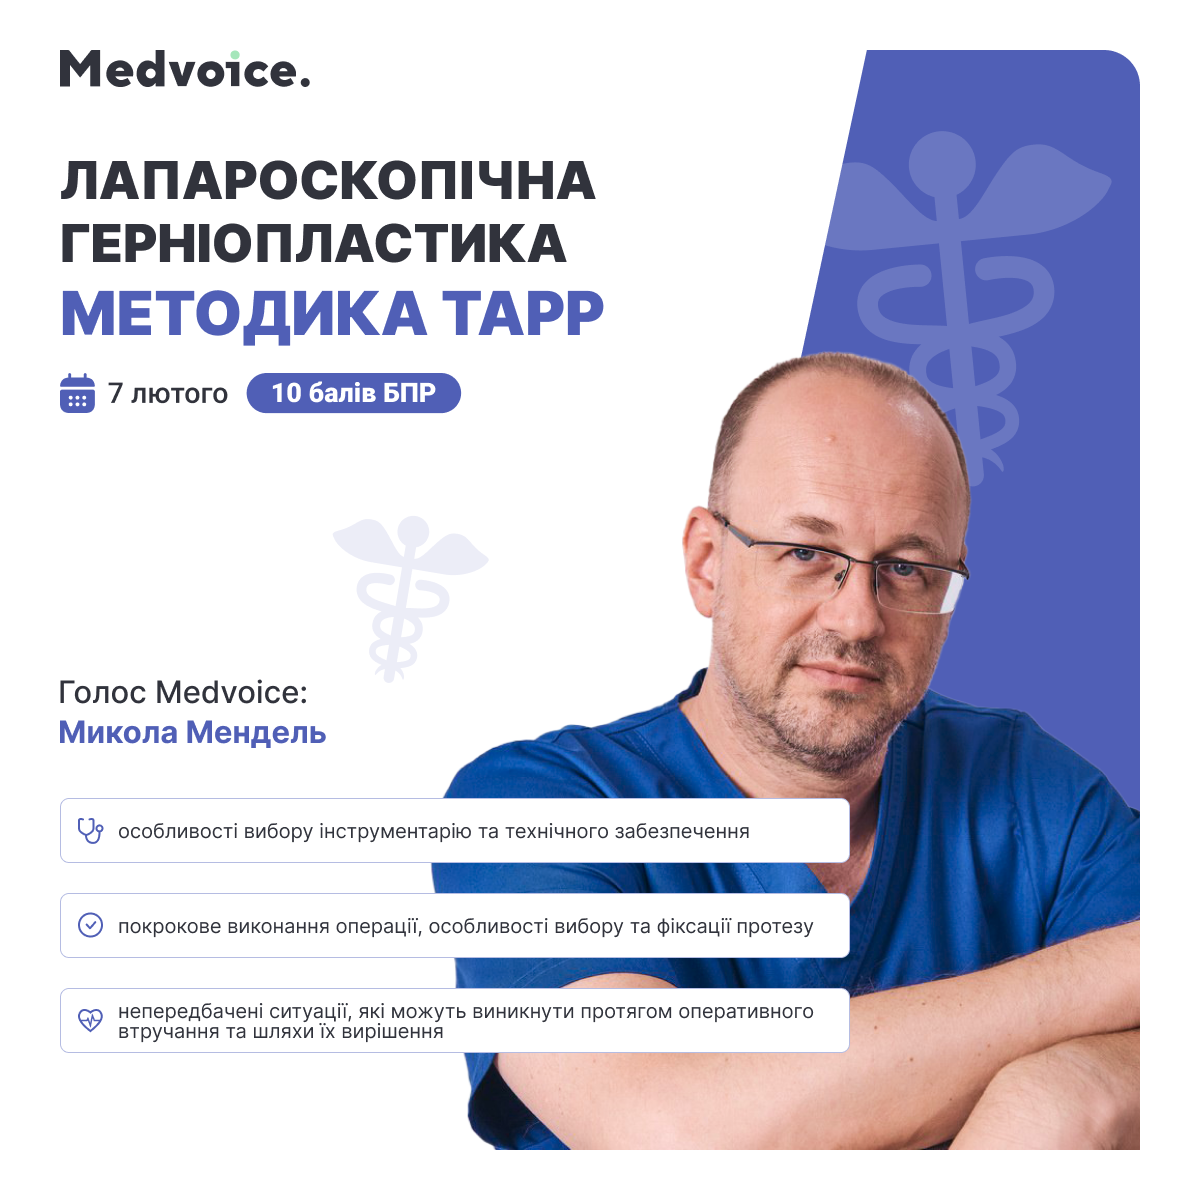 Medvoice.
ЛАПАРОСКОПІЧНА
ГЕРНІОПЛАСТИКА
МЕТОДИКА ТАРР
7 лютого
10 балів БПР
Голос Medvoice:
Микола Мендель
особливості вибору інструментарію та технічного забезпечення
покрокове виконання операції, особливості вибору та фіксації протезу
непередбачені ситуації, які можуть виникнути протягом оперативного
втручання та шляхи їх вирішення